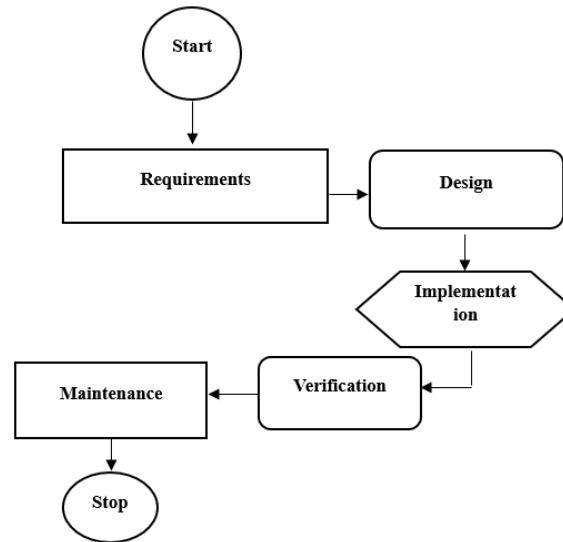 Start
Requirements
Design
Implementat
ion
Verification
Maintenance
Stop